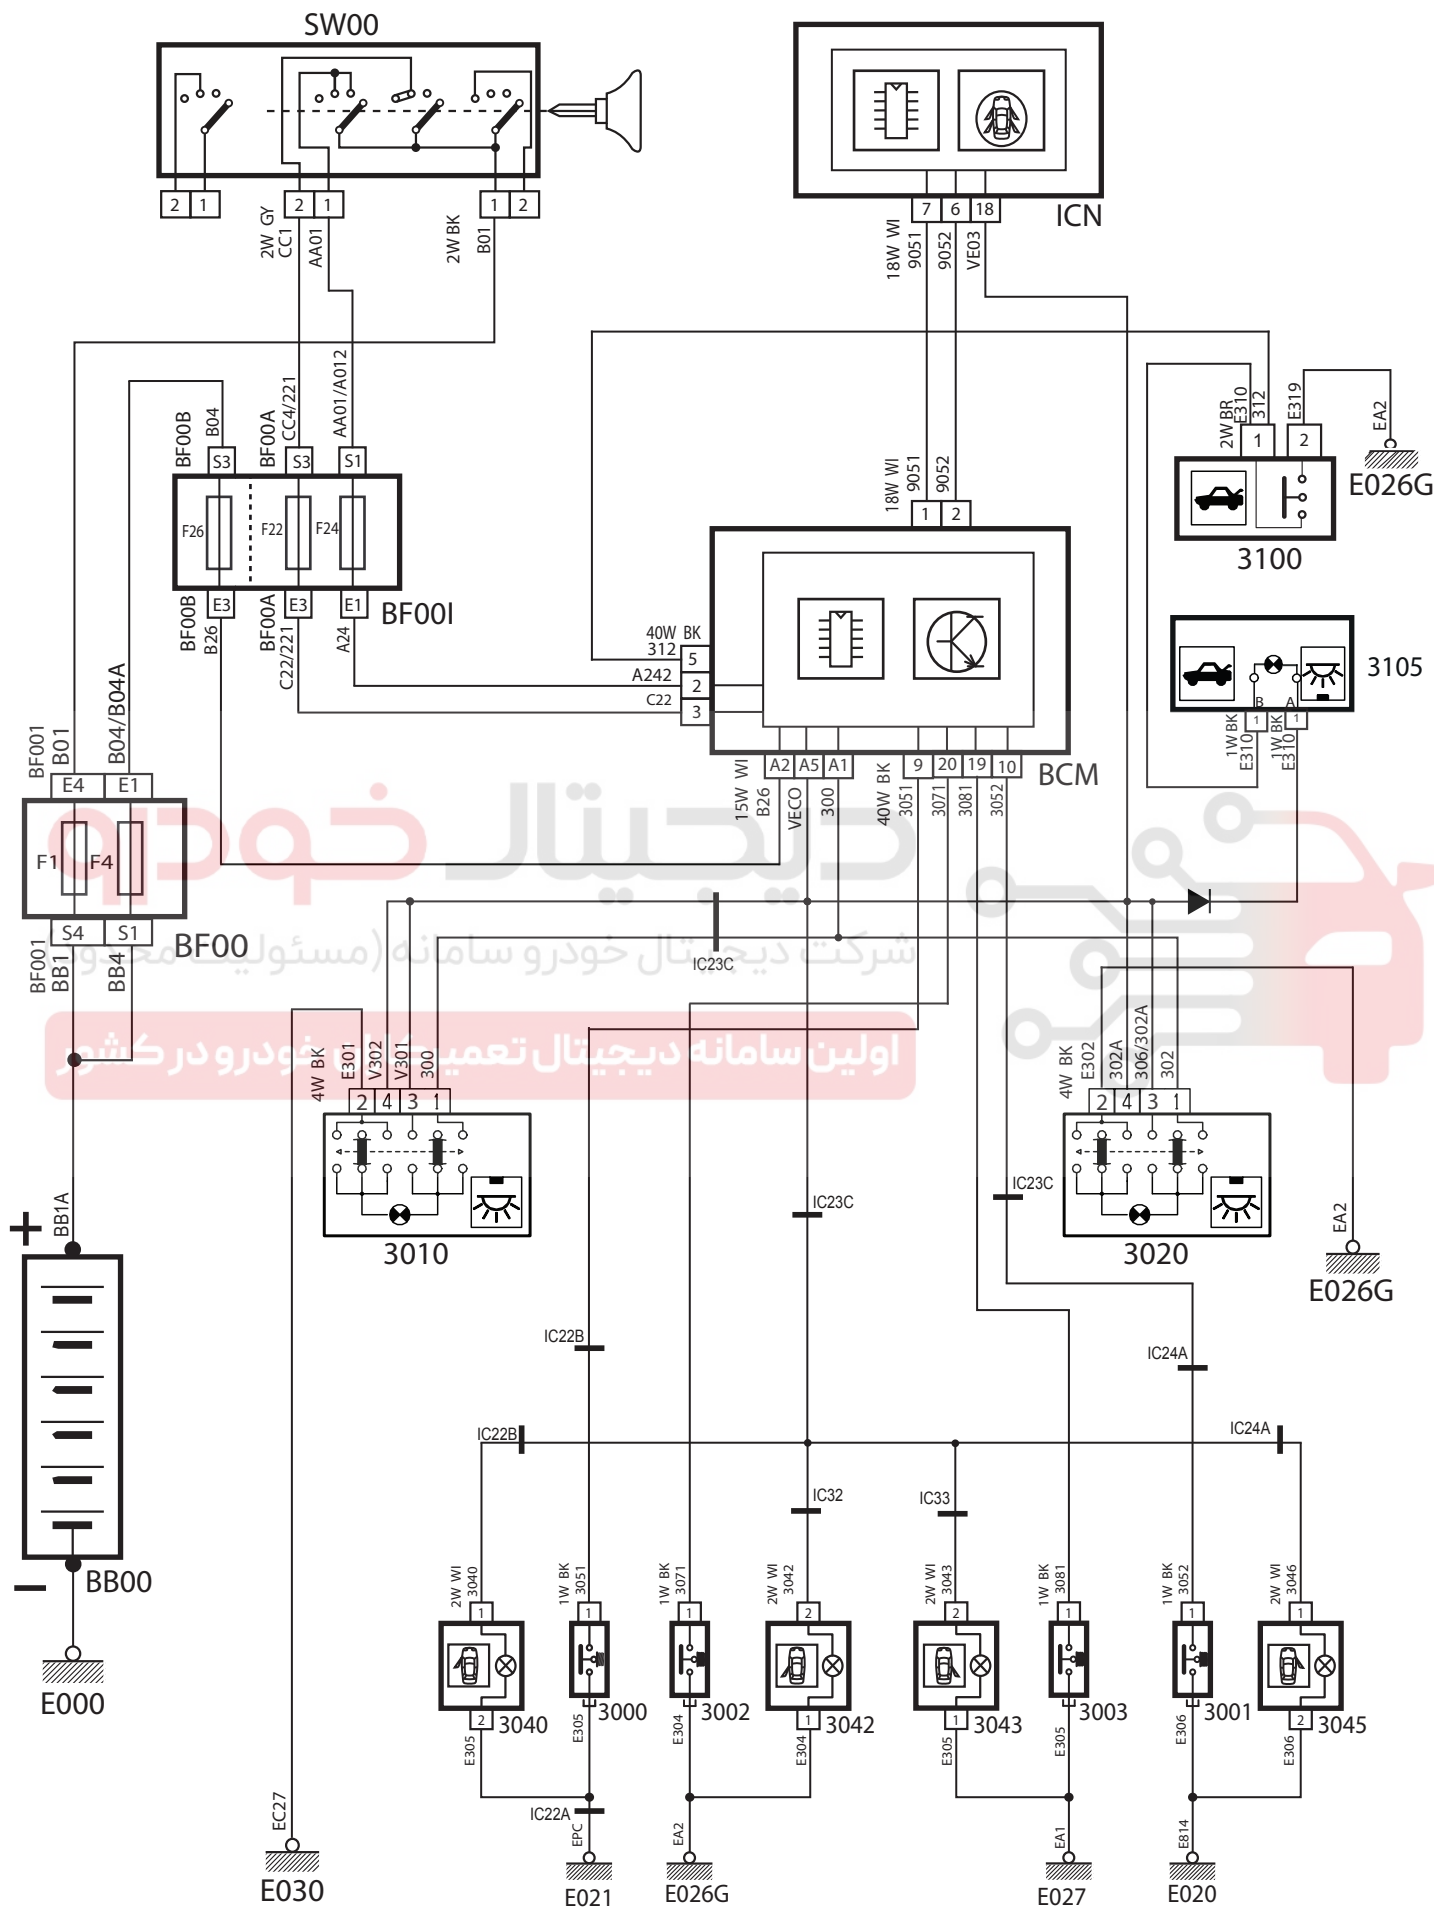 SW00
2 1
2 1
1 2
2W GY
CC1
AA01
2W BK
B01
ICN
7 6 18
18W WI
9051
9052
VE03
BF00B
B04
BF00A
CC4/221
AA01/A012
S3 S3 S1
F26 F22 F24
E3 E3 E1
BF00I
BF00B
B26
BF00A
C22/221
A24
18W WI
9051
9052
1 2
2W BR
E310
312
E319
EA2
1 2
E026G
3100
40W BK
312
5
A242
2
C22
3
BCM
A2 A5 A1 9 20 19 10
15W WI
B26
VECO
300
40W BK
3051
3071
3081
3052
3105
B A
1 1
1W BK
E310
1W BK
E310
BF001
B01
B04/B04A
E4 E1
F1 F4
S4 S1
BF00
BF001
BB1
BB4
دیجیتال خودرو
شرکت دیجیتال خودرو سامانه (مسئولیت محدود)
اولین سامانه دیجیتال تعمیرکاران خودرو در کشور
IC23C
4W BK
E301
V302
V301
300
2 4 3 1
3010
4W BK
E302
302A
306/302A
302
2 4 3 1
3020
EA2
E026G
IC23C
IC23C
+
BB1A
BB00
−
E000
IC22B
IC24A
IC22B
IC24A
IC32
IC33
2W WI
3040
1W BK
3051
1W BK
3071
2W WI
3042
2W WI
3043
1W BK
3081
1W BK
3052
2W WI
3046
1 1 1 2 2 1 1 1
3040 3000 3002 3042 3043 3003 3001 3045
2 1 1 2
E305
E305
E304
E304
E305
E305
E306
E306
EC27
E030
IC22A
EPC
E021
EA2
E026G
EA1
E027
E814
E020